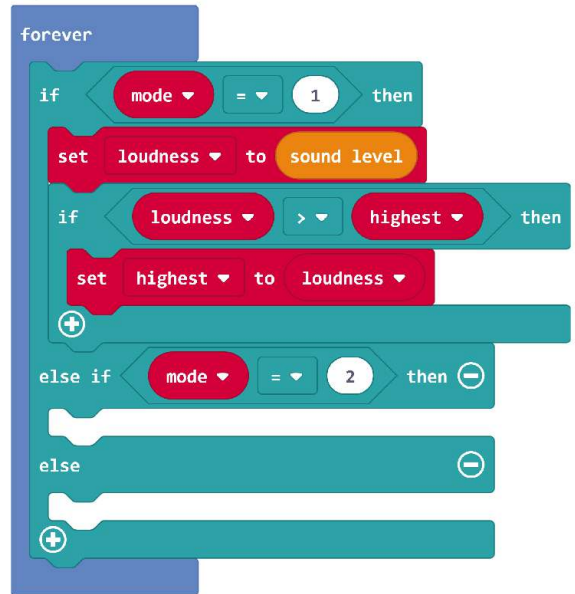 forever
if mode = 1 then
set loudness to sound level
if loudness > highest then
set highest to loudness
else if mode = 2 then
else